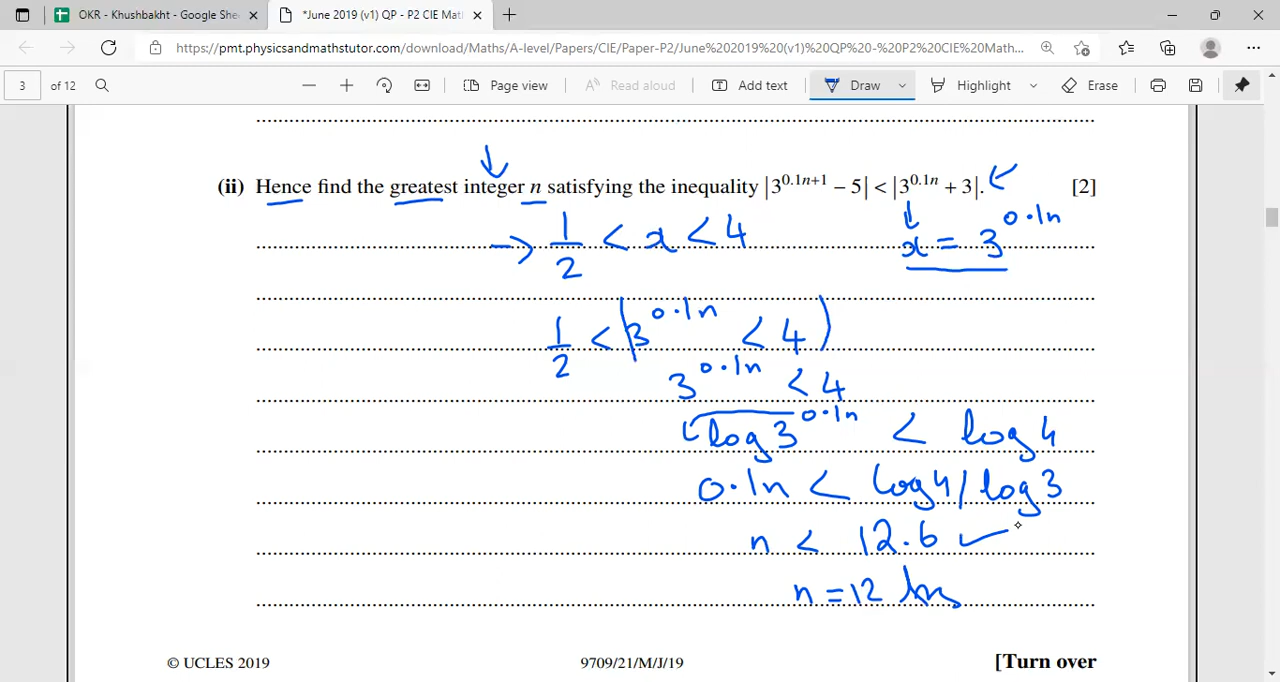 OKR - Khushbakht - Google She
*June 2019 (v1) QP - P2 CIE Mat
https://pmt.physicsandmathstutor.com/download/Maths/A-level/Papers/CIE/Paper-P2/June%202019%20(v1)%20QP%20-%20P2%20CIE%20Math...
3 of 12 Page view Read aloud Add text Draw Highlight Erase
(ii) Hence find the greatest integer n satisfying the inequality |3^{0.1n+1} − 5| < |3^{0.1n} + 3|. [2]
→ 1/2 < x < 4 x = 3^{0.1n}
1/2 < (3^{0.1n} < 4)
3^{0.1n} < 4
log 3^{0.1n} < log 4
0.1n < log 4 / log 3
n < 12.6 ✓
n = 12
© UCLES 2019 9709/21/M/J/19 [Turn over